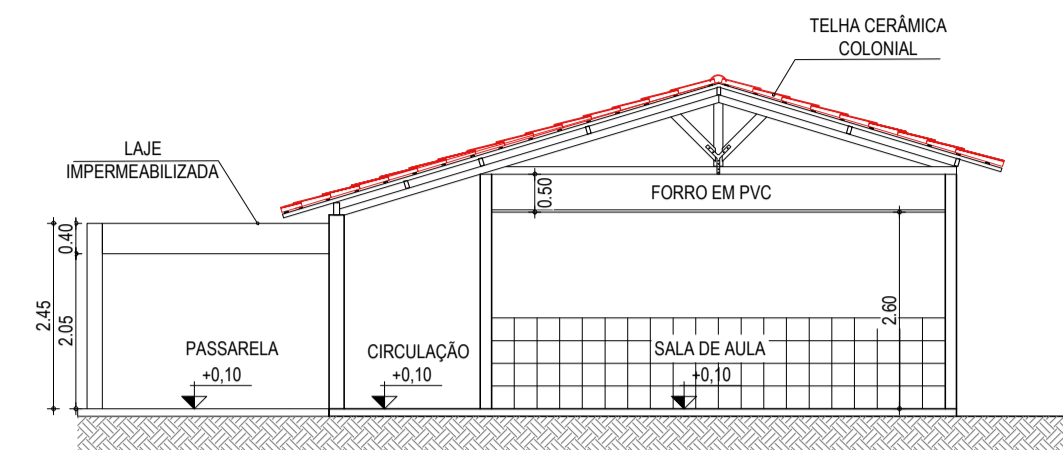 TELHA CERÂMICA
COLONIAL
LAJE
IMPERMEABILIZADA
0.50
FORRO EM PVC
0.40
2.45
2.05
2.60
PASSARELA
+0,10
CIRCULAÇÃO
+0,10
SALA DE AULA
+0,10